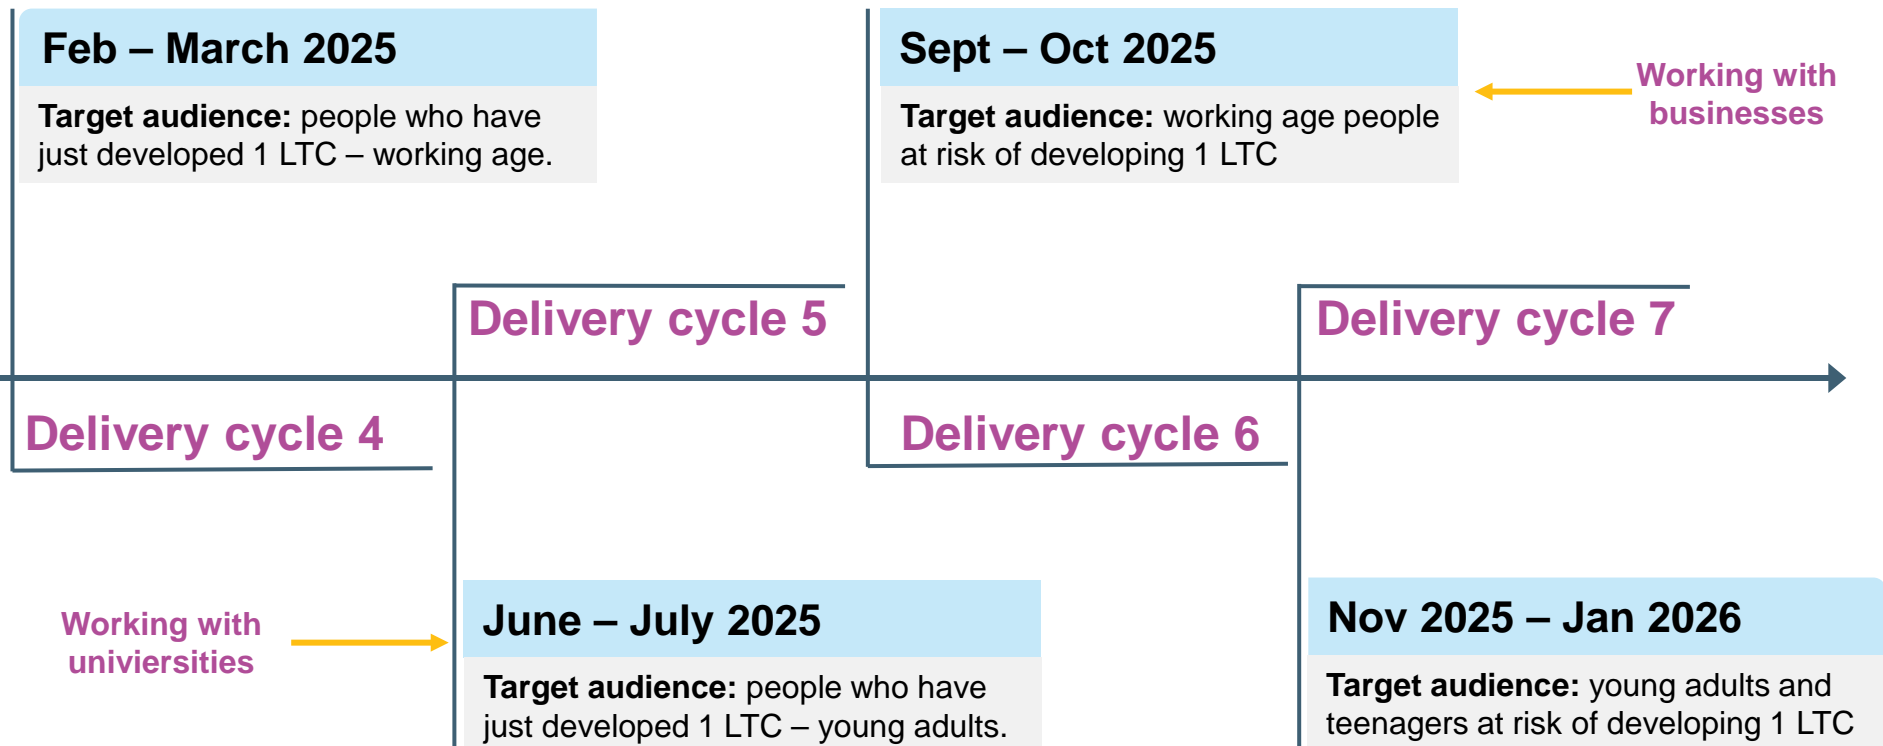 Feb – March 2025
Target audience: people who have
just developed 1 LTC – working age.
Sept – Oct 2025
Target audience: working age people
at risk of developing 1 LTC
Working with
businesses
Delivery cycle 5
Delivery cycle 7
Delivery cycle 4
Delivery cycle 6
Working with
univiersities
June – July 2025
Target audience: people who have
just developed 1 LTC – young adults.
Nov 2025 – Jan 2026
Target audience: young adults and
teenagers at risk of developing 1 LTC